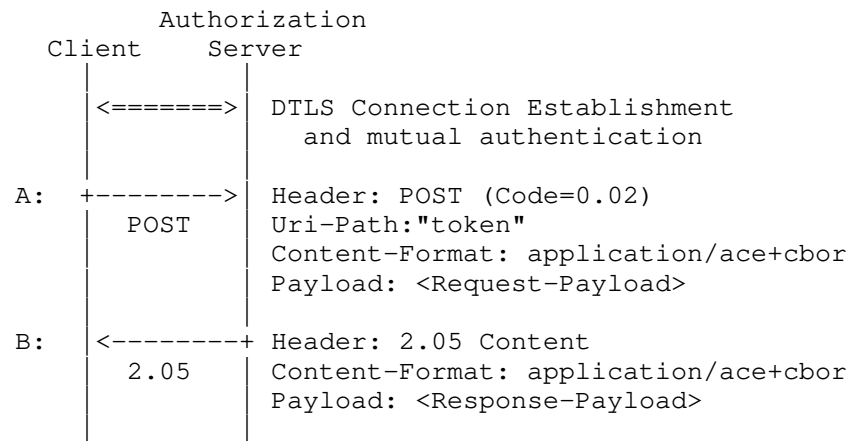 Authorization
Client Server
<=======> DTLS Connection Establishment
and mutual authentication
A: +--------> Header: POST (Code=0.02)
POST Uri-Path:"token"
Content-Format: application/ace+cbor
Payload: <Request-Payload>
B: <--------+ Header: 2.05 Content
2.05 Content-Format: application/ace+cbor
Payload: <Response-Payload>